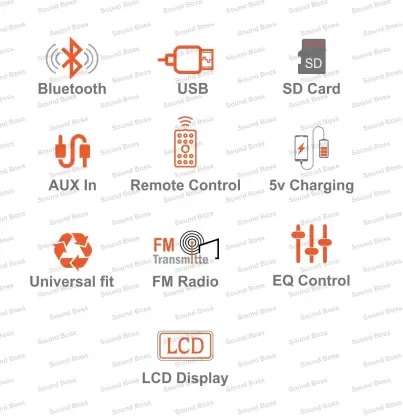 Bluetooth
USB
SD
SD Card
AUX In
Remote Control
5v Charging
FM
Transmitte
Universal fit
FM Radio
EQ Control
LCD
LCD Display
Sound Boss